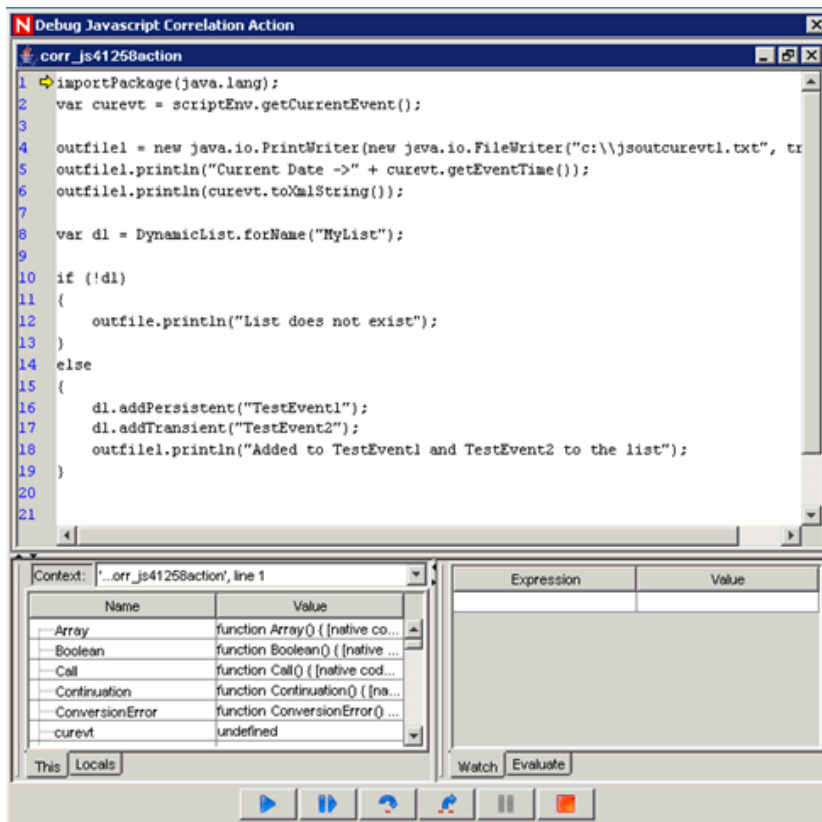 N Debug Javascript Correlation Action
corr_js41258action
1 importPackage(java.lang);
2 var curevt = scriptEnv.getCurrentEvent();
3
4 outfile1 = new java.io.PrintWriter(new java.io.FileWriter("c:\\jsoutcurevt1.txt", tr
5 outfile1.println("Current Date ->" + curevt.getEventTime());
6 outfile1.println(curevt.toXmlString());
7
8 var dl = DynamicList.forName("MyList");
9
10 if (!dl)
11 {
12 outfile.println("List does not exist");
13 }
14 else
15 {
16 dl.addPersistent("TestEvent1");
17 dl.addTransient("TestEvent2");
18 outfile1.println("Added to TestEvent1 and TestEvent2 to the list");
19 }
20
21
Context: '...orr_js41258action', line 1
Name Value
Array function Array() { [native co...
Boolean function Boolean() { [native ...
Call function Call() { [native cod...
Continuation function Continuation() { [na...
ConversionError function ConversionError() ...
curevt undefined
This Locals
Expression Value
Watch Evaluate